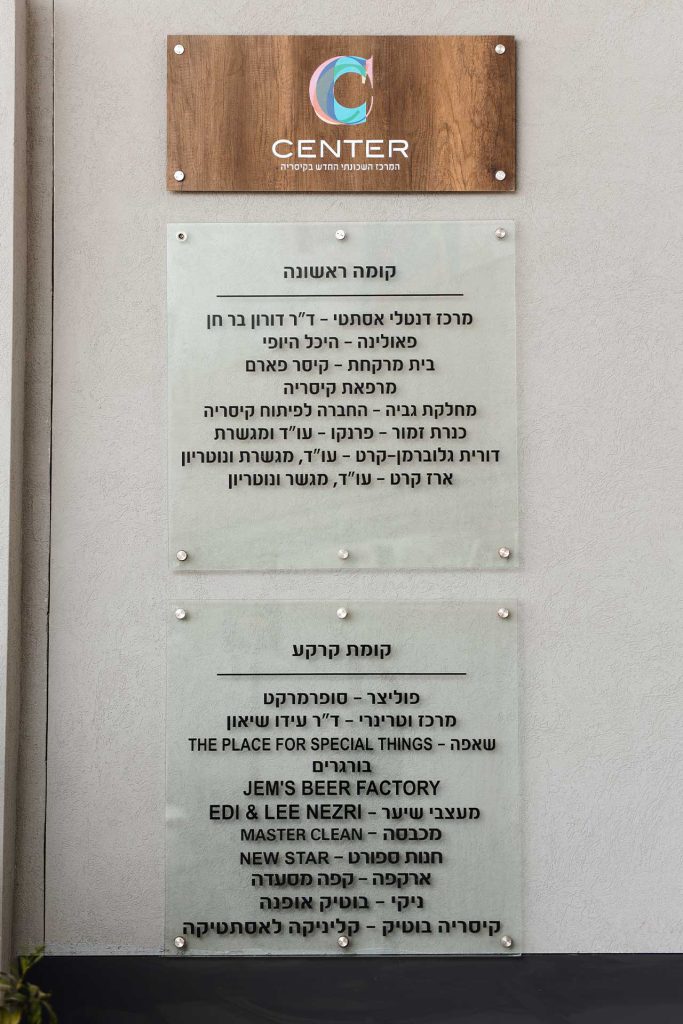 C
CENTER
המרכז השכונתי החדש בקיסריה
קומה ראשונה
מרכז דנטלי אסתטי - ד"ר דורון בר חן
פאולינה - היכל היופי
בית מרקחת - קיסר פארם
מרפאת קיסריה
מחלקת גביה - החברה לפיתוח קיסריה
כנרת זמור - פרנקו - עו"ד ומגשרת
דורית גלוברמן-קרט - עו"ד, מגשרת ונוטריון
ארז קרט - עו"ד, מגשר ונוטריון
קומת קרקע
פוליצר - סופרמרקט
מרכז וטרינרי - ד"ר עידו שיאון
שאפה - THE PLACE FOR SPECIAL THINGS
בורגרים
JEM'S BEER FACTORY
מעצבי שיער - EDI & LEE NEZRI
מכבסה - MASTER CLEAN
חנות ספורט - NEW STAR
ארקפה - קפה מסעדה
ניקי - בוטיק אופנה
קיסריה בוטיק - קליניקה לאסתטיקה